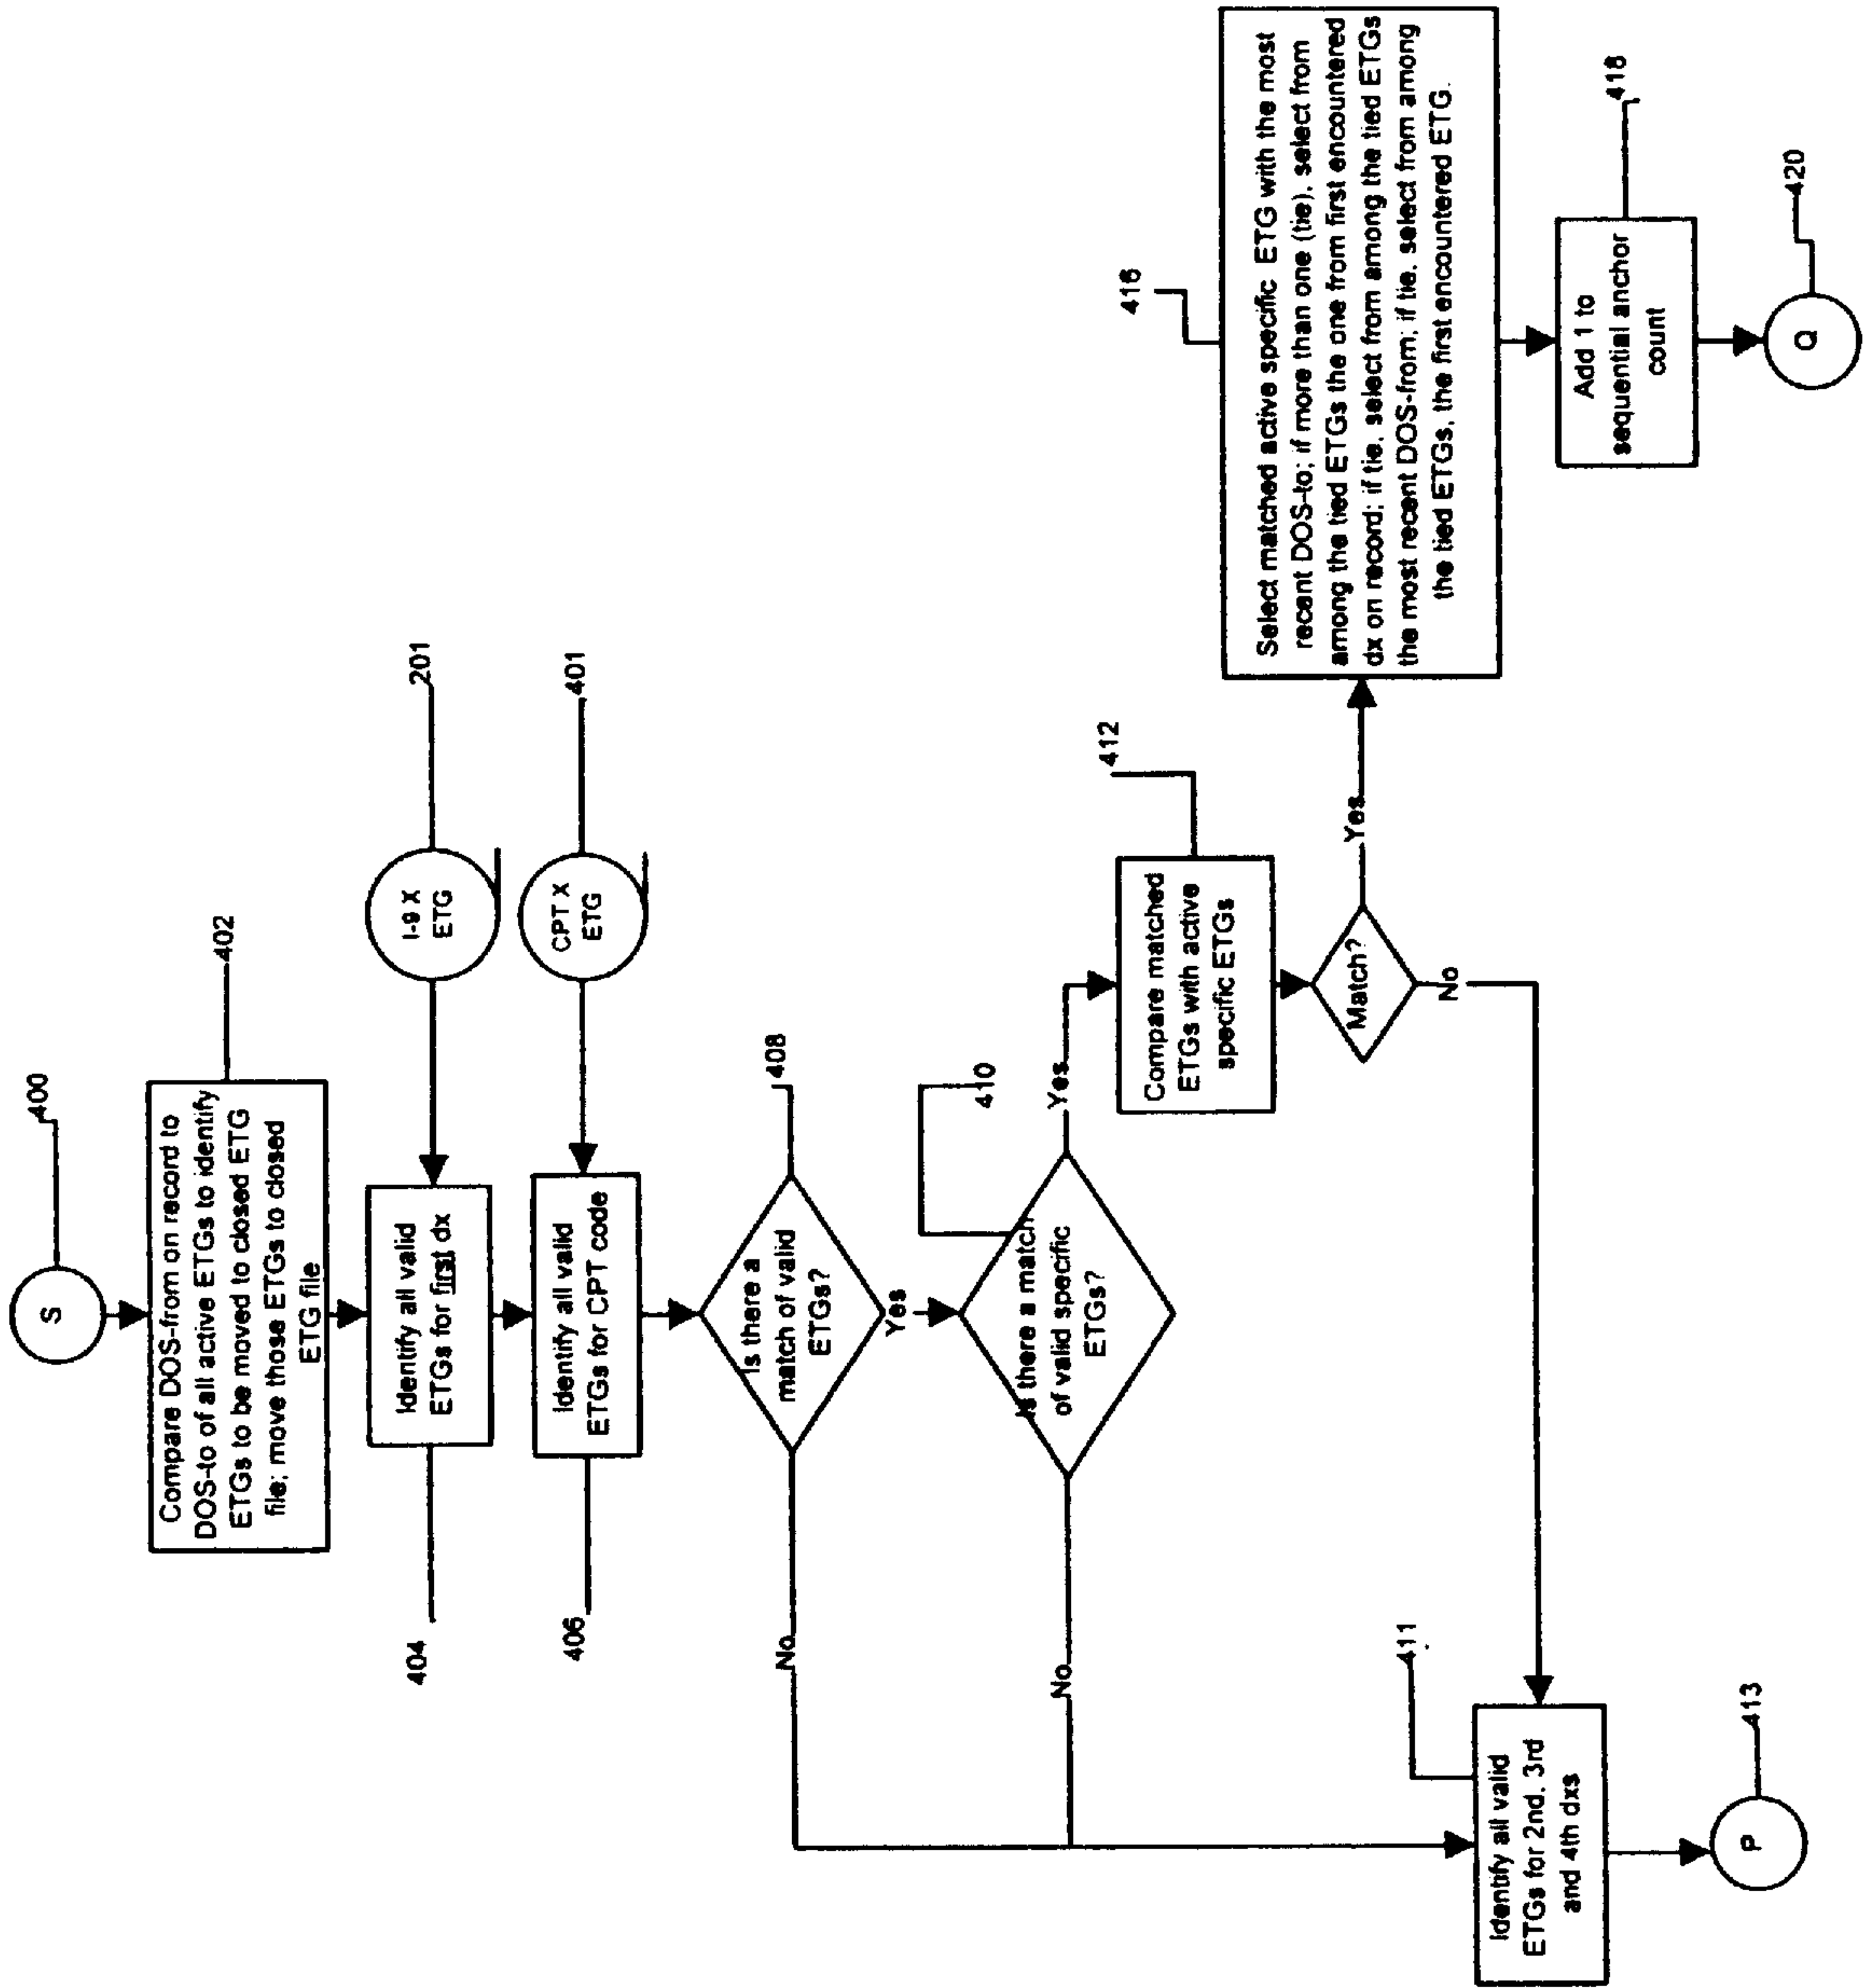 S
400
Compare DOS-from on record to
DOS-to of all active ETGs to identify
ETGs to be moved to closed ETG
file; move those ETGs to closed
ETG file
402
Identify all valid
ETGs for first dx
404
I-9 X
ETG
201
Identify all valid
ETGs for CPT code
406
CPT X
ETG
401
Is there a
match of valid
ETGs?
408
No
Yes
Is there a match
of valid specific
ETGs?
410
No
Yes
Compare matched
ETGs with active
specific ETGs
412
Match?
Yes
No
Select matched active specific ETG with the most
recent DOS-to; if more than one (tie), select from
among the tied ETGs the one from first encountered
dx on record; if tie, select from among the tied ETGs
the most recent DOS-from; if tie, select from among
the tied ETGs, the first encountered ETG.
416
Add 1 to
sequential anchor
count
418
Q
420
Identify all valid
ETGs for 2nd, 3rd
and 4th dxs
411
P
413